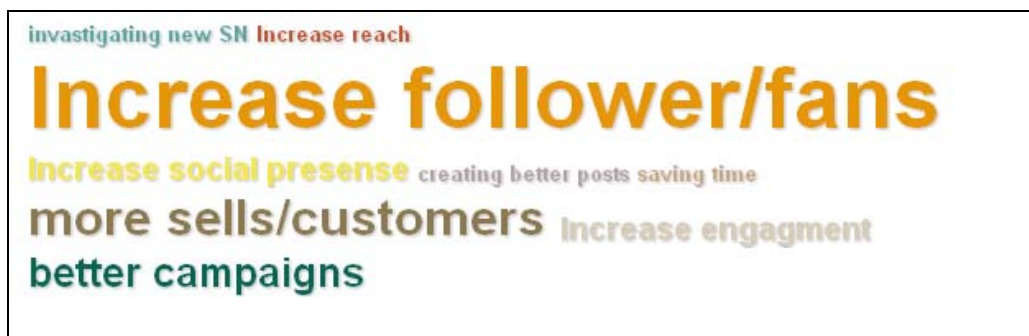 invastigating new SN Increase reach
Increase follower/fans
Increase social presense creating better posts saving time
more sells/customers Increase engagment
better campaigns